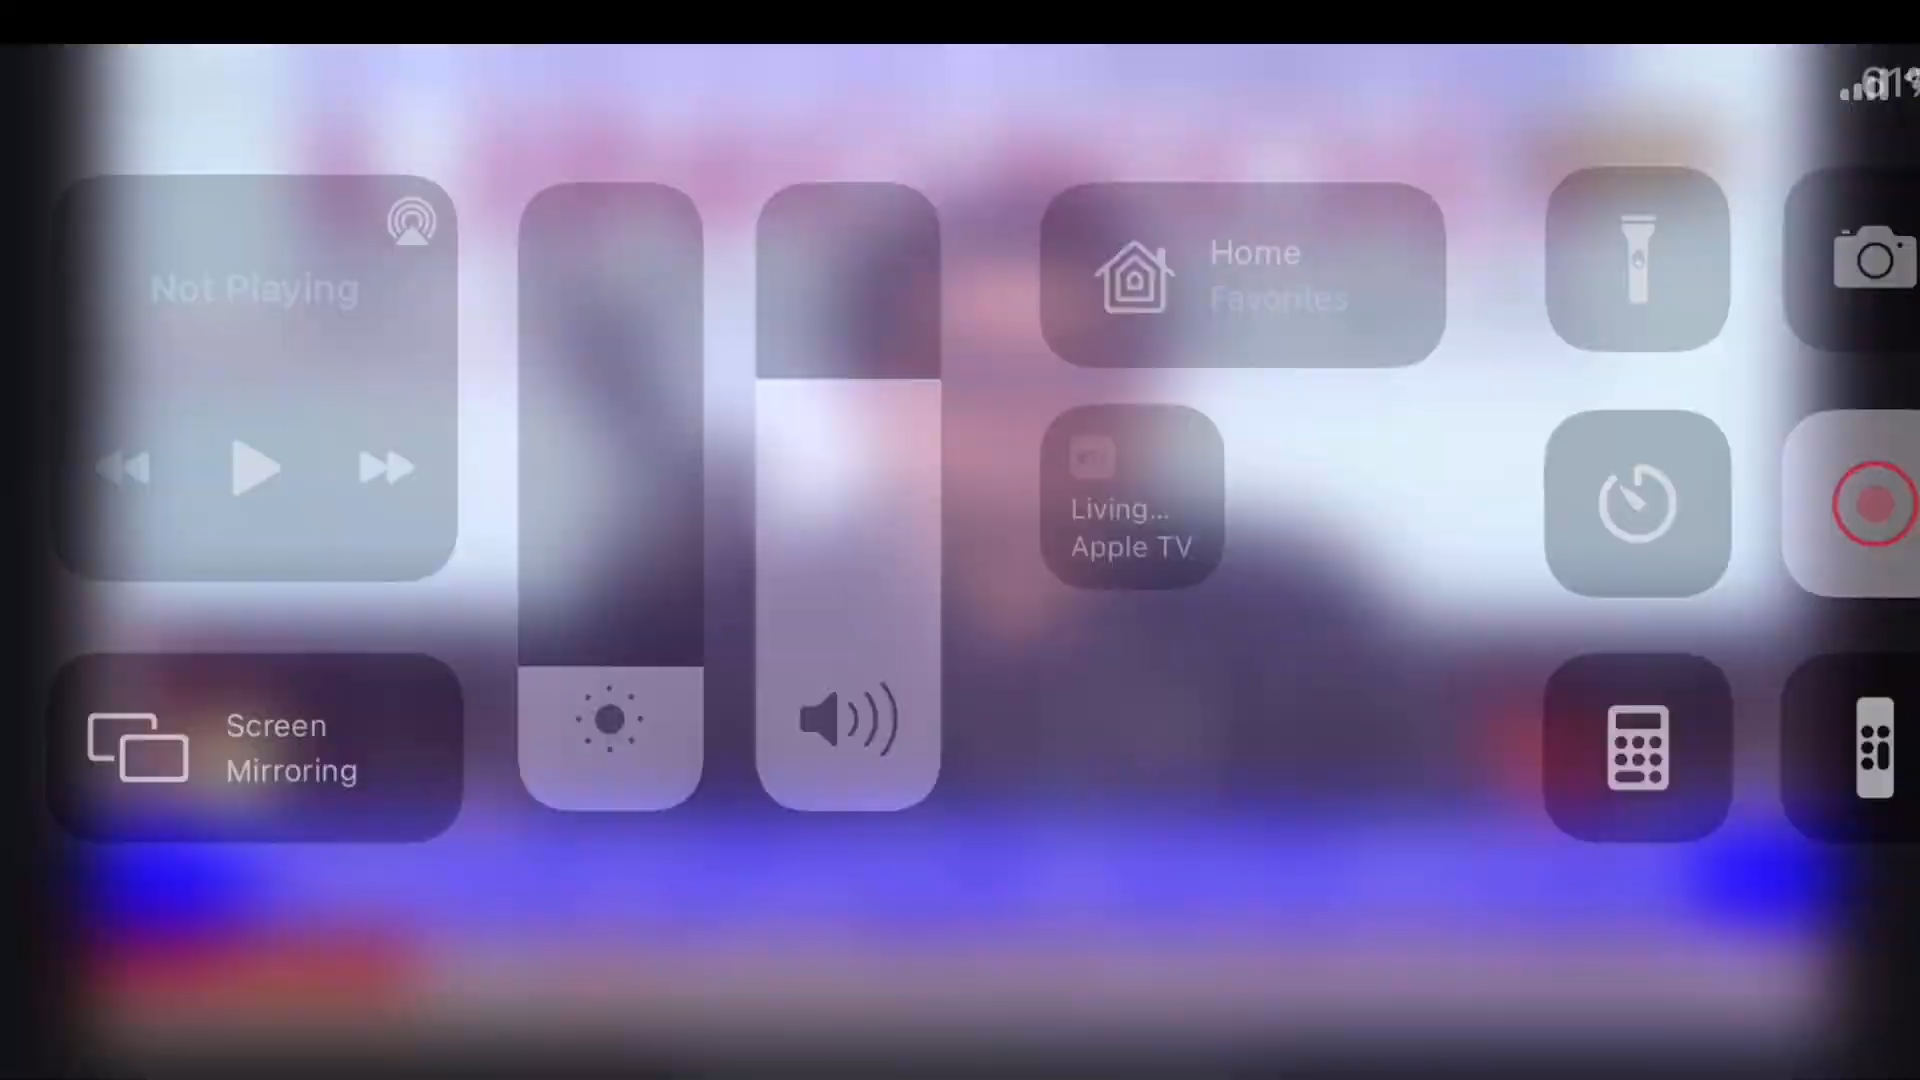 Not Playing
Home
Favorites
Living...
Apple TV
Screen
Mirroring